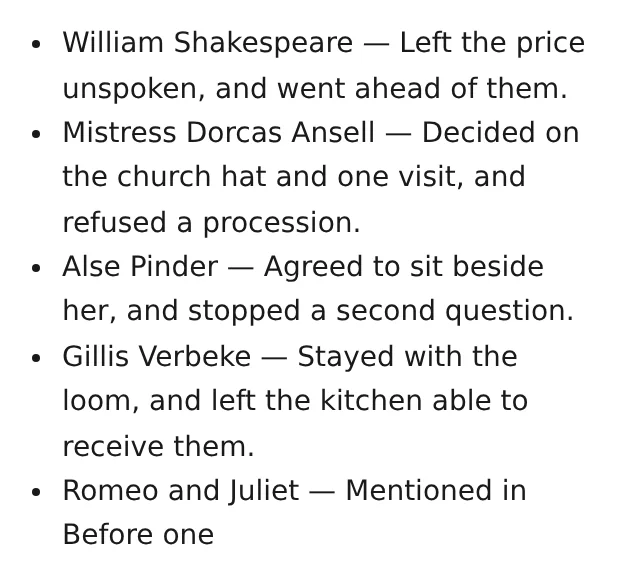 • William Shakespeare — Left the price
unspoken, and went ahead of them.
• Mistress Dorcas Ansell — Decided on
the church hat and one visit, and
refused a procession.
• Alse Pinder — Agreed to sit beside
her, and stopped a second question.
• Gillis Verbeke — Stayed with the
loom, and left the kitchen able to
receive them.
• Romeo and Juliet — Mentioned in
Before one